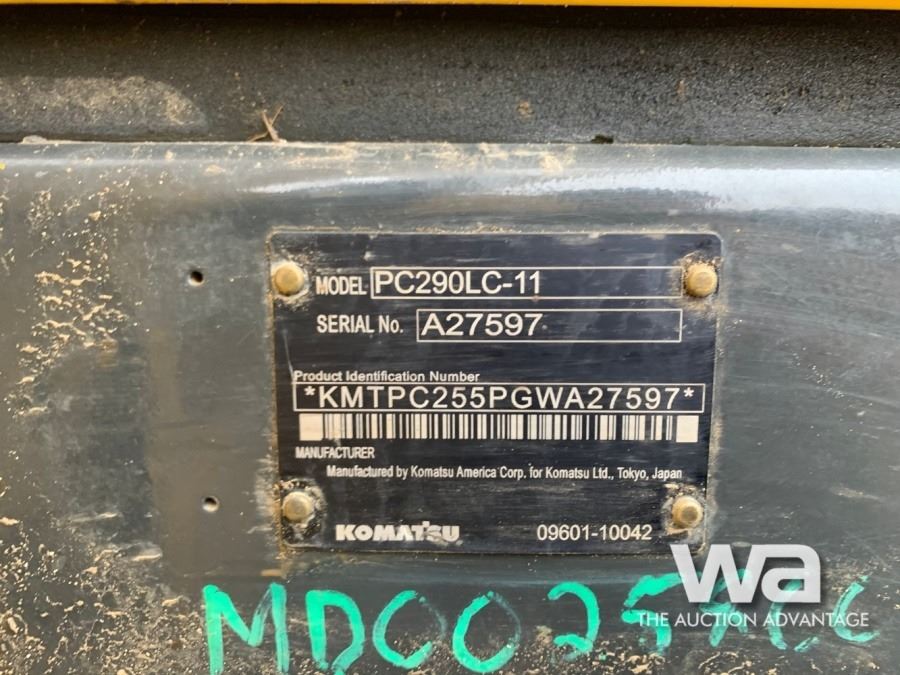 MODEL PC290LC-11
SERIAL No. A27597
Product Identification Number
*KMTPC255PGWA27597*
MANUFACTURER
Manufactured by Komatsu America Corp. for Komatsu Ltd., Tokyo, Japan
KOMATSU 09601-10042
wa
THE AUCTION ADVANTAGE